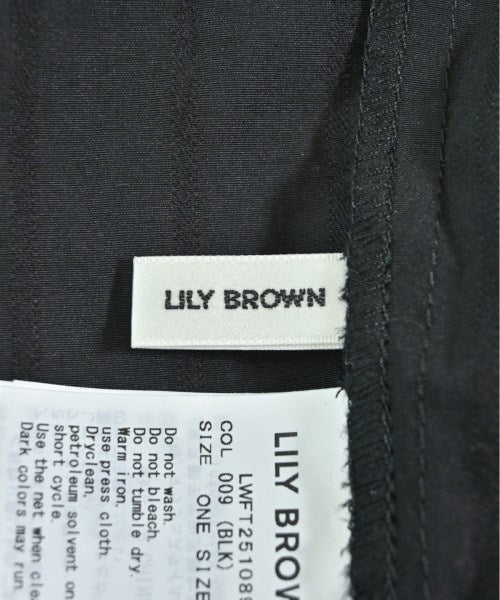 LILY BROWN
LILY BROW
LWFT251089
COL 009 (BLK)
SIZE ONE SIZE
Do not wash.
Do not bleach.
Do not tumble dry.
Warm iron.
use press cloth.
Dryclean.
petroleum solvent on
short cycle.
Use the net when clea
Dark colors may run